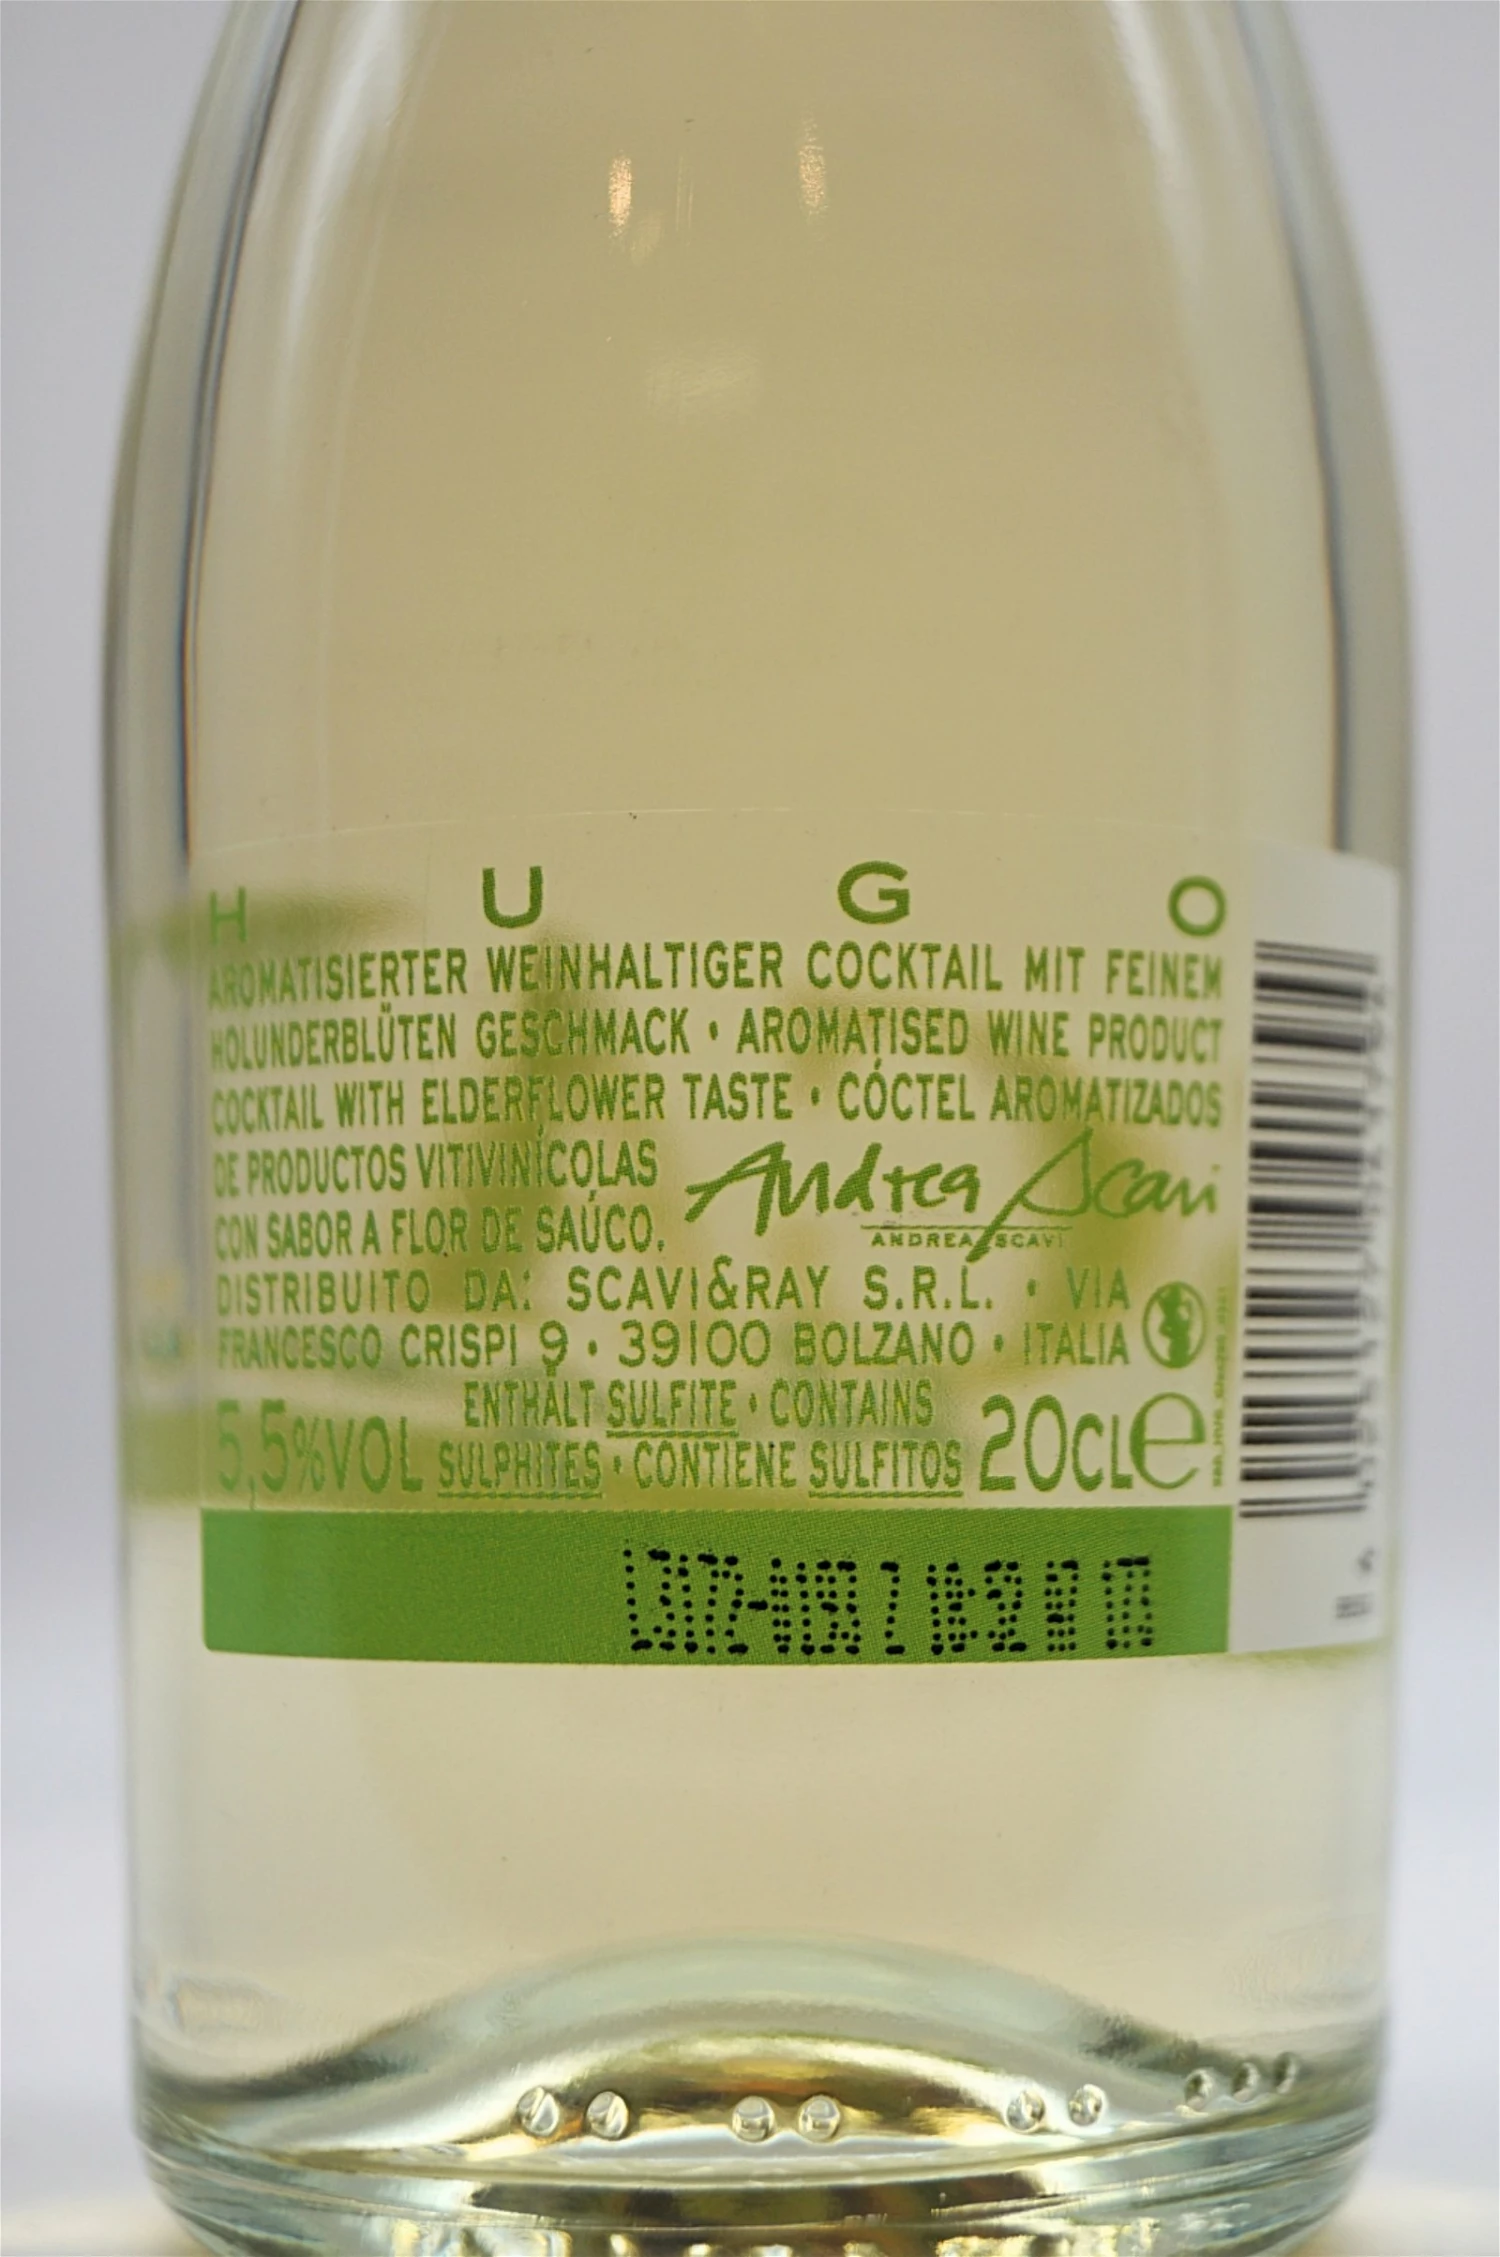 H U G O
AROMATISIERTER WEINHALTIGER COCKTAIL MIT FEINEM
HOLUNDERBLÜTEN GESCHMACK • AROMATISED WINE PRODUCT
COCKTAIL WITH ELDERFLOWER TASTE • CÓCTEL AROMATIZADOS
DE PRODUCTOS VITIVINÍCOLAS
CON SABOR A FLOR DE SAÚCO.
Andrea Scavi
ANDREA SCAVI
DISTRIBUITO DA: SCAVI&RAY S.R.L. • VIA
FRANCESCO CRISPI 9 • 39100 BOLZANO • ITALIA
ENTHÄLT SULFITE • CONTAINS
5,5%VOL SULPHITES • CONTIENE SULFITOS 20CLe